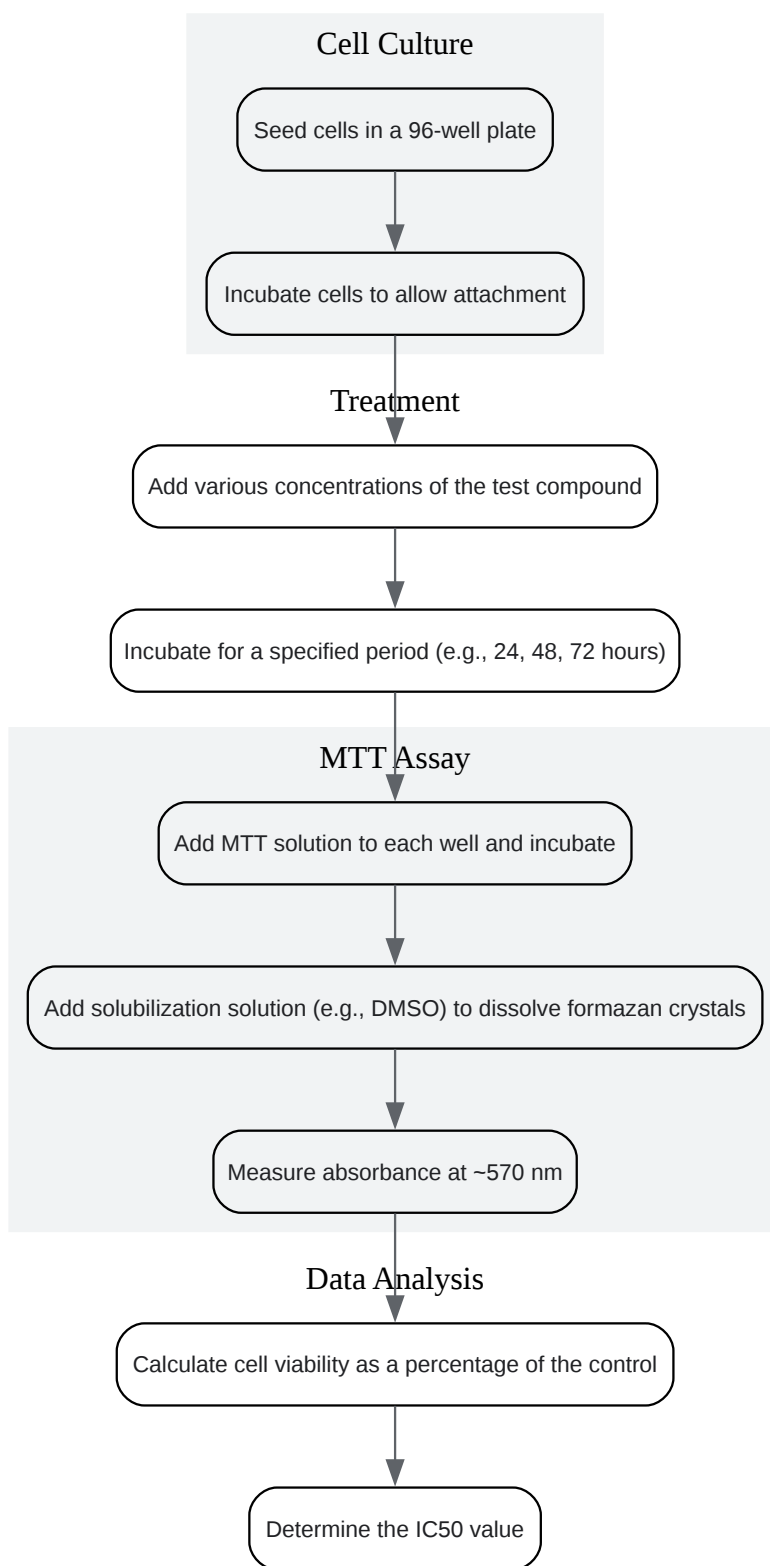 Cell Culture
Seed cells in a 96-well plate
Incubate cells to allow attachment
Treatment
Add various concentrations of the test compound
Incubate for a specified period (e.g., 24, 48, 72 hours)
MTT Assay
Add MTT solution to each well and incubate
Add solubilization solution (e.g., DMSO) to dissolve formazan crystals
Measure absorbance at ~570 nm
Data Analysis
Calculate cell viability as a percentage of the control
Determine the IC50 value